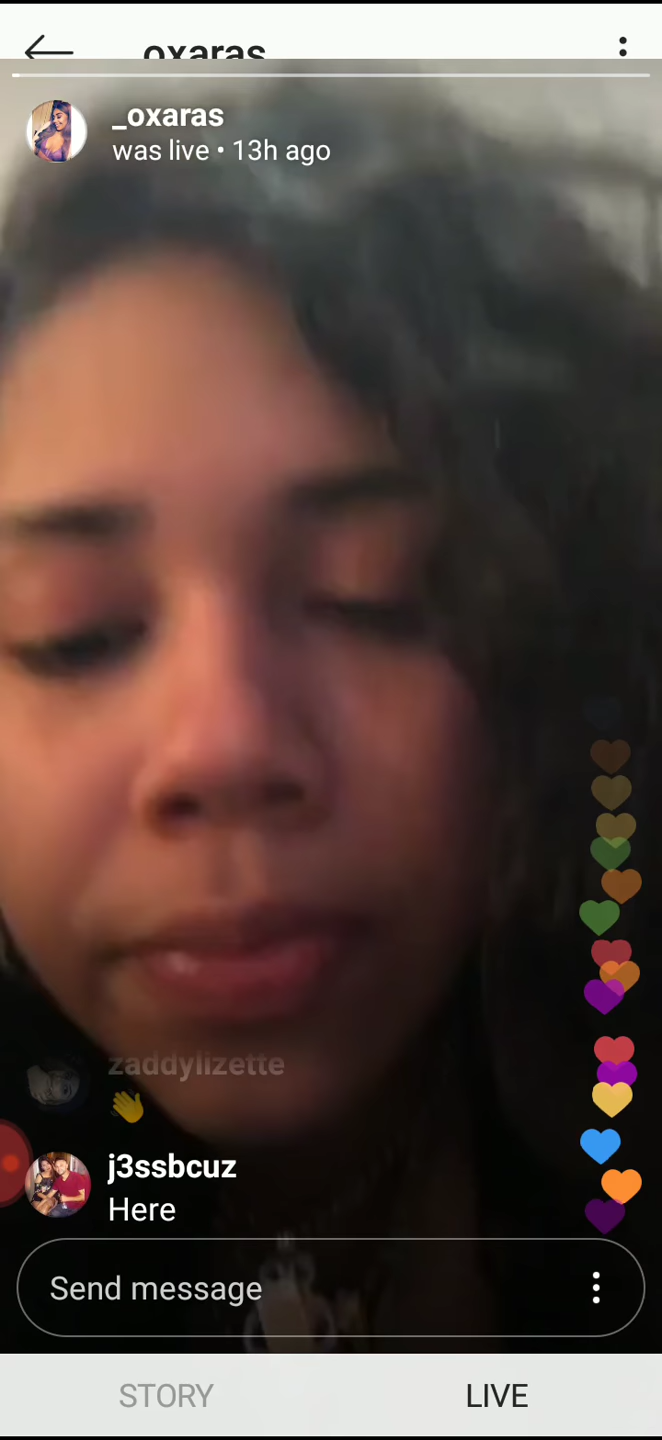 oxaras
_oxaras
was live • 13h ago
zaddylizette
👋
j3ssbcuz
Here
Send message
STORY
LIVE